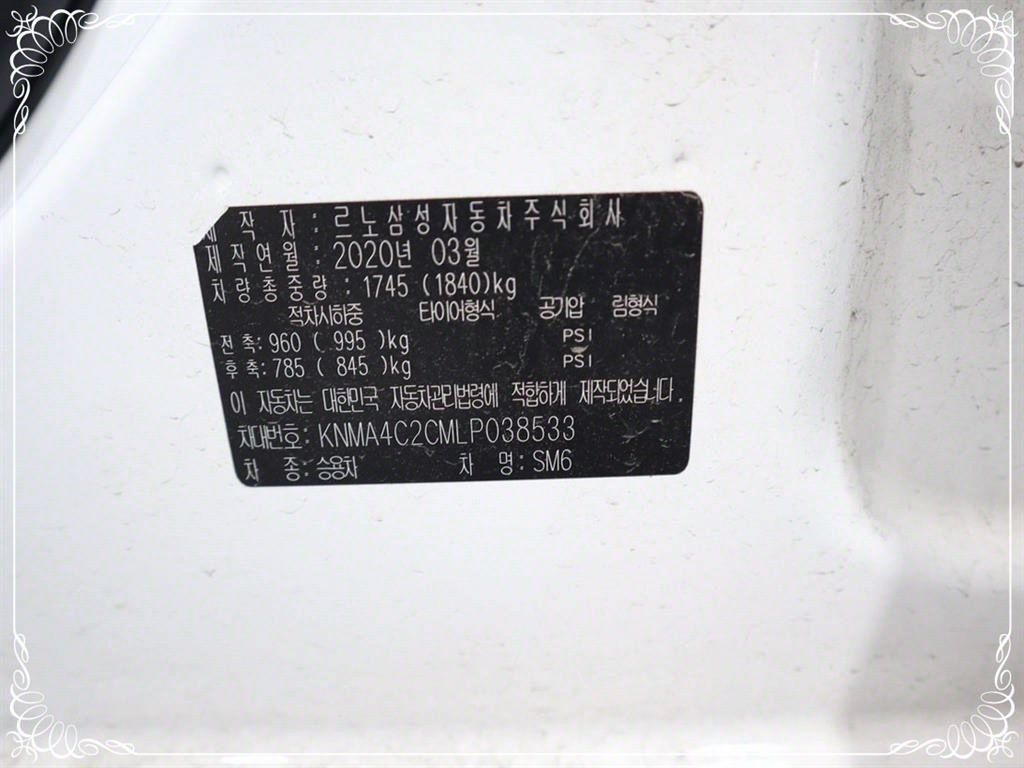 제 작 자 : 르노삼성자동차주식회사
제작연월 : 2020년 03월
차량총중량 : 1745 (1840)kg
적차시하중 타이어형식 공기압 림형식
전 축: 960 ( 995 )kg PSI
후 축: 785 ( 845 )kg PSI
이 자동차는 대한민국 자동차관리법령에 적합하게 제작되었습니다.
차대번호: KNMA4C2CMLP038533
차 종: 승용차 차 명: SM6